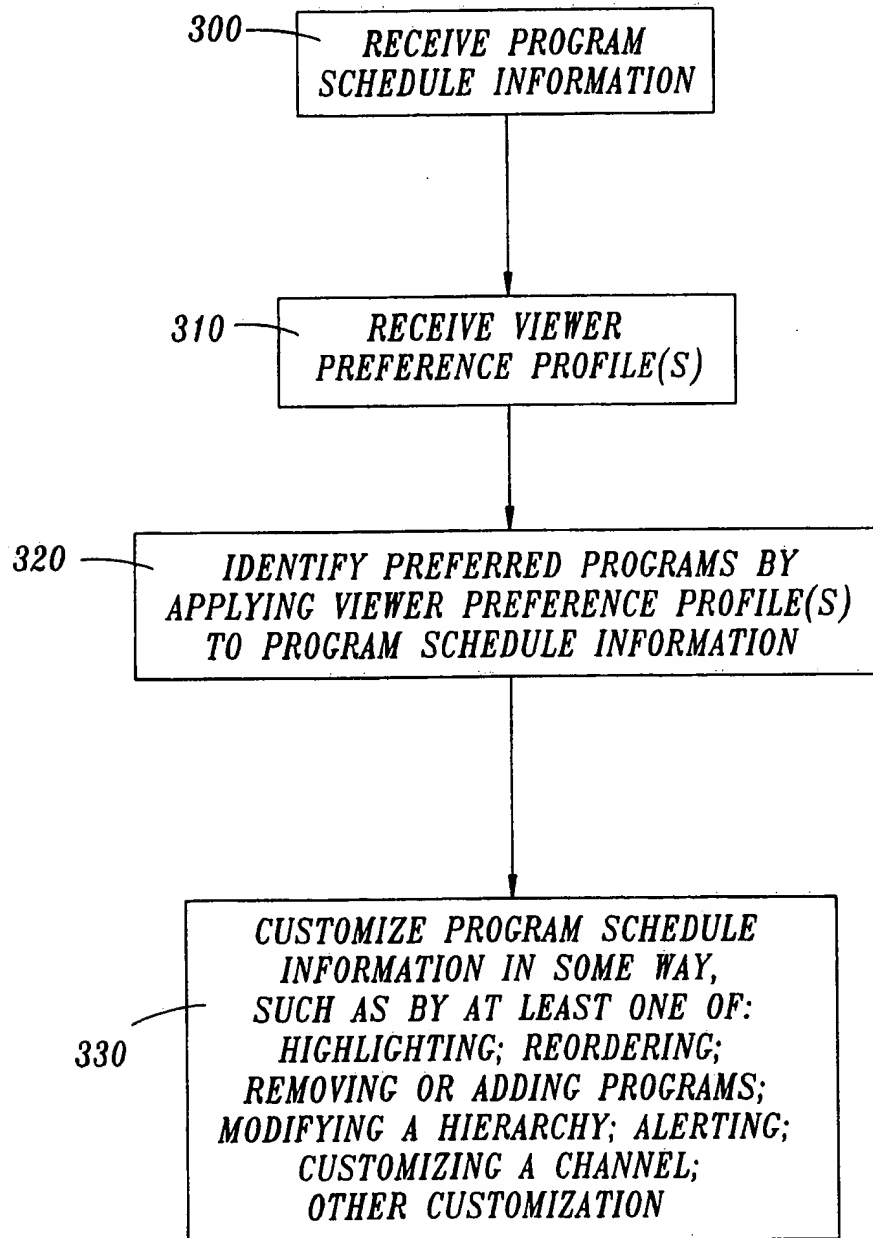 300
RECEIVE PROGRAM
SCHEDULE INFORMATION
310
RECEIVE VIEWER
PREFERENCE PROFILE(S)
320
IDENTIFY PREFERRED PROGRAMS BY
APPLYING VIEWER PREFERENCE PROFILE(S)
TO PROGRAM SCHEDULE INFORMATION
330
CUSTOMIZE PROGRAM SCHEDULE
INFORMATION IN SOME WAY,
SUCH AS BY AT LEAST ONE OF:
HIGHLIGHTING; REORDERING;
REMOVING OR ADDING PROGRAMS;
MODIFYING A HIERARCHY; ALERTING;
CUSTOMIZING A CHANNEL;
OTHER CUSTOMIZATION